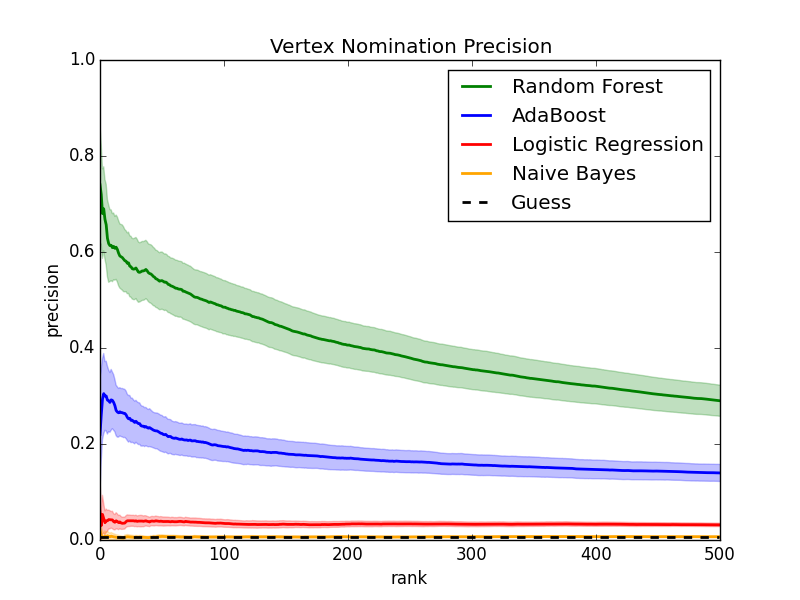 Vertex Nomination Precision
1.0
0.8
0.6
0.4
0.2
0.0
precision
Random Forest
AdaBoost
Logistic Regression
Naive Bayes
Guess
0 100 200 300 400 500
rank